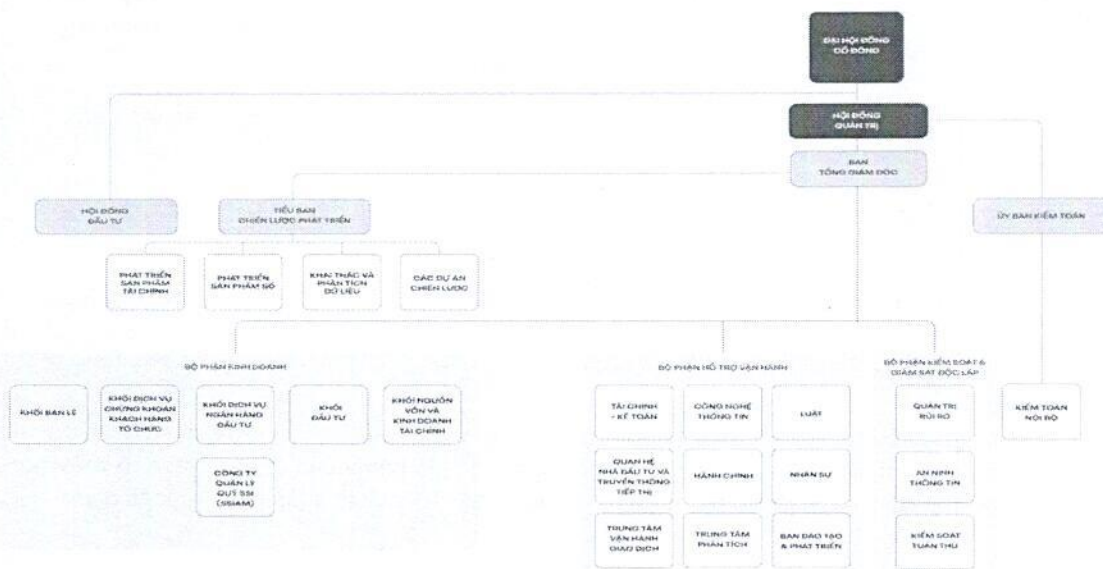 ĐẠI HỘI ĐỒNG
CỔ ĐÔNG
HỘI ĐỒNG
QUẢN TRỊ
BAN
TỔNG GIÁM ĐỐC
HỘI ĐỒNG
ĐẦU TƯ
TIỂU BAN
CHIẾN LƯỢC PHÁT TRIỂN
ỦY BAN KIỂM TOÁN
PHÁT TRIỂN
SẢN PHẨM
TÀI CHÍNH
PHÁT TRIỂN
SẢN PHẨM SỐ
KHAI THÁC VÀ
PHÂN TÍCH
DỮ LIỆU
CÁC DỰ ÁN
CHIẾN LƯỢC
BỘ PHẬN KINH DOANH
BỘ PHẬN HỖ TRỢ VẬN HÀNH
BỘ PHẬN KIỂM SOÁT &
GIÁM SÁT ĐỘC LẬP
KHỐI BÁN LẺ
KHỐI DỊCH VỤ
CHỨNG KHOÁN
KHÁCH HÀNG
TỔ CHỨC
KHỐI DỊCH VỤ
NGÂN HÀNG
ĐẦU TƯ
KHỐI
ĐẦU TƯ
KHỐI NGUỒN
VỐN VÀ
KINH DOANH
TÀI CHÍNH
TÀI CHÍNH
- KẾ TOÁN
CÔNG NGHỆ
THÔNG TIN
LUẬT
QUẢN TRỊ
RỦI RO
KIỂM TOÁN
NỘI BỘ
CÔNG TY
QUẢN LÝ
QUỸ SSI
(SSIAM)
QUAN HỆ
NHÀ ĐẦU TƯ VÀ
TRUYỀN THÔNG
TIẾP THỊ
HÀNH CHÍNH
NHÂN SỰ
AN NINH
THÔNG TIN
TRUNG TÂM
VẬN HÀNH
GIAO DỊCH
TRUNG TÂM
PHÂN TÍCH
BAN ĐÀO TẠO
& PHÁT TRIỂN
KIỂM SOÁT
TUÂN THỦ